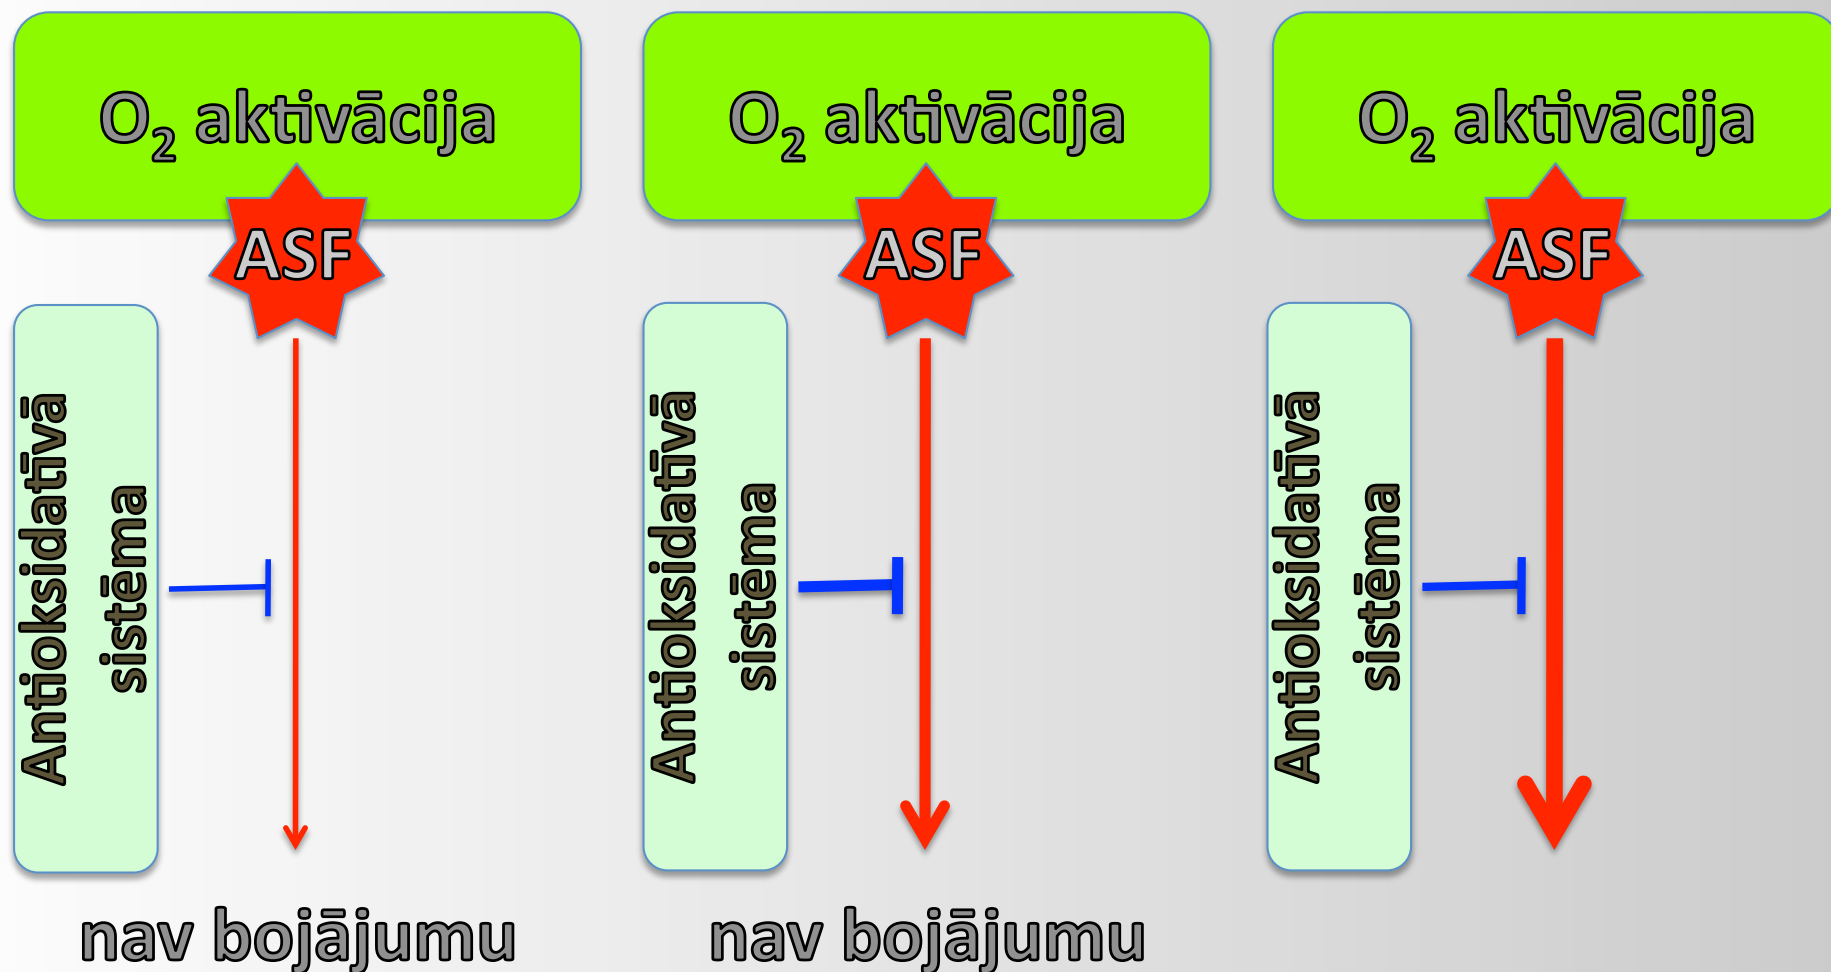 O₂ aktivācija
ASF
Antioksidatīvā
sistēma
nav bojājumu
O₂ aktivācija
ASF
Antioksidatīvā
sistēma
nav bojājumu
O₂ aktivācija
ASF
Antioksidatīvā
sistēma